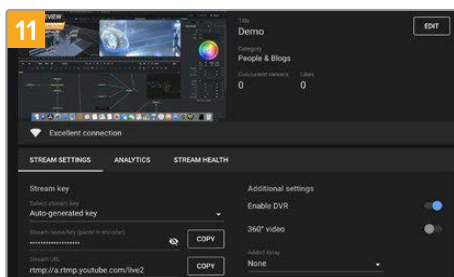 11
PREVIEW
Title
Demo
EDIT
Category
People & Blogs
Concurrent viewers
Likes
0
0
Excellent connection
STREAM SETTINGS
ANALYTICS
STREAM HEALTH
Stream key
Select stream key
Auto-generated key
Stream name/key (paste in encoder)
COPY
Stream URL
rtmp://a.rtmp.youtube.com/live2
COPY
Additional settings
Enable DVR
360° video
Added delay
None